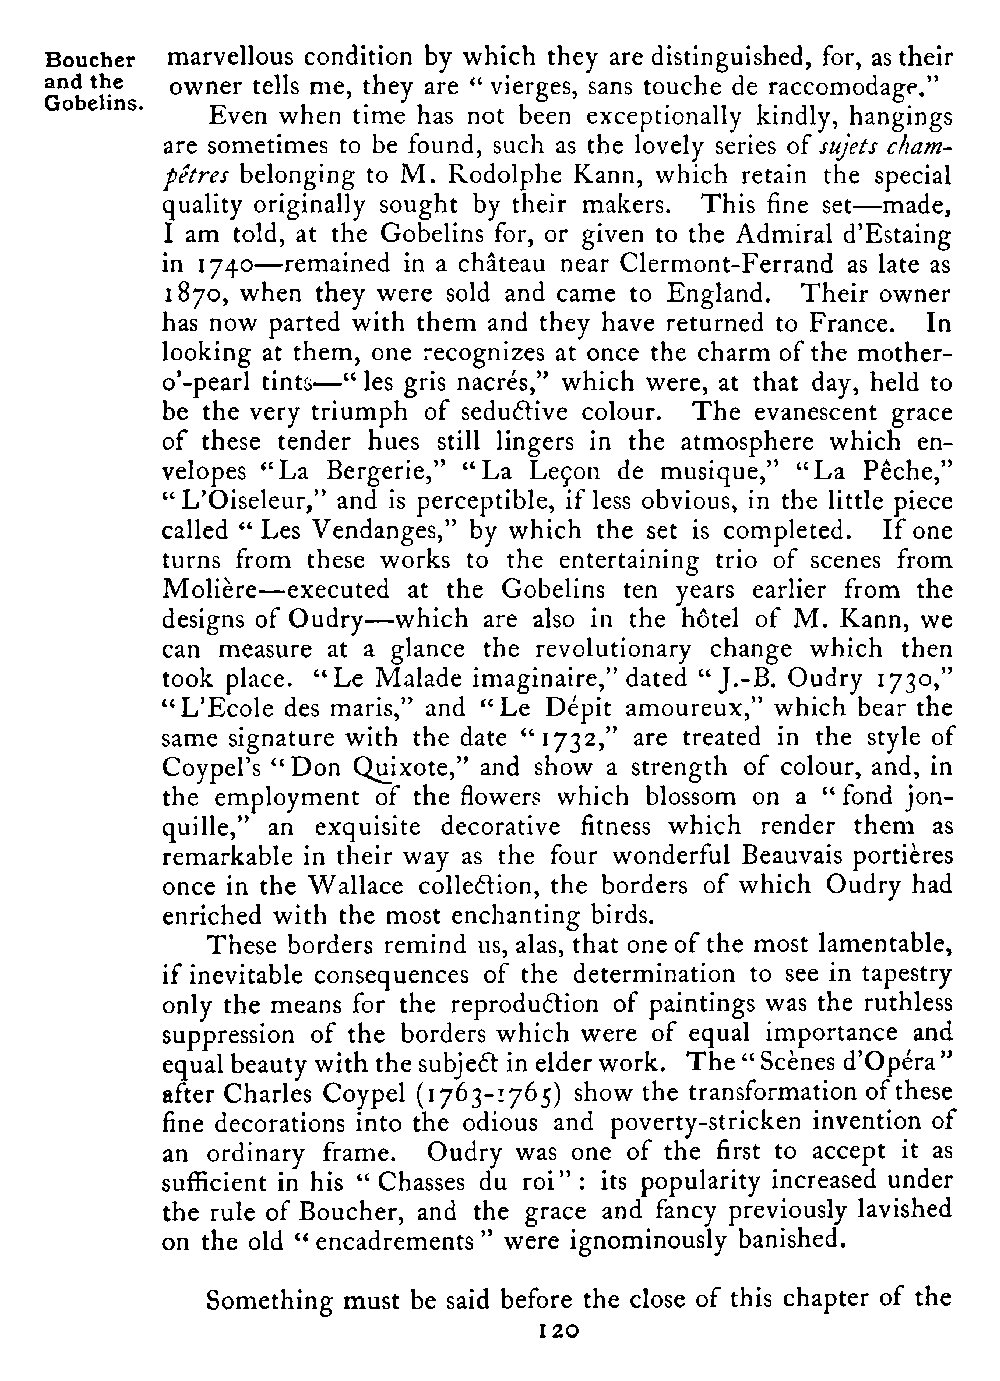 Boucher
and the
Gobelins.
marvellous condition by which they are distinguished, for, as their
owner tells me, they are “ vierges, sans touche de raccomodage.”
Even when time has not been exceptionally kindly, hangings
are sometimes to be found, such as the lovely series of sujets cham-
pêtres belonging to M. Rodolphe Kann, which retain the special
quality originally sought by their makers. This fine set—made,
I am told, at the Gobelins for, or given to the Admiral d’Estaing
in 1740—remained in a château near Clermont-Ferrand as late as
1870, when they were sold and came to England. Their owner
has now parted with them and they have returned to France. In
looking at them, one recognizes at once the charm of the mother-
o’-pearl tints—“ les gris nacrés,” which were, at that day, held to
be the very triumph of seductive colour. The evanescent grace
of these tender hues still lingers in the atmosphere which en-
velopes “La Bergerie,” “La Leçon de musique,” “La Pêche,”
“L’Oiseleur,” and is perceptible, if less obvious, in the little piece
called “ Les Vendanges,” by which the set is completed. If one
turns from these works to the entertaining trio of scenes from
Molière—executed at the Gobelins ten years earlier from the
designs of Oudry—which are also in the hôtel of M. Kann, we
can measure at a glance the revolutionary change which then
took place. “Le Malade imaginaire,” dated “ J.-B. Oudry 1730,”
“L’Ecole des maris,” and “Le Dépit amoureux,” which bear the
same signature with the date “1732,” are treated in the style of
Coypel’s “Don Quixote,” and show a strength of colour, and, in
the employment of the flowers which blossom on a “fond jon-
quille,” an exquisite decorative fitness which render them as
remarkable in their way as the four wonderful Beauvais portières
once in the Wallace collection, the borders of which Oudry had
enriched with the most enchanting birds.
These borders remind us, alas, that one of the most lamentable,
if inevitable consequences of the determination to see in tapestry
only the means for the reproduction of paintings was the ruthless
suppression of the borders which were of equal importance and
equal beauty with the subject in elder work. The “Scènes d’Opéra”
after Charles Coypel (1763-1765) show the transformation of these
fine decorations into the odious and poverty-stricken invention of
an ordinary frame. Oudry was one of the first to accept it as
sufficient in his “ Chasses du roi” : its popularity increased under
the rule of Boucher, and the grace and fancy previously lavished
on the old “encadrements” were ignominously banished.
Something must be said before the close of this chapter of the
120